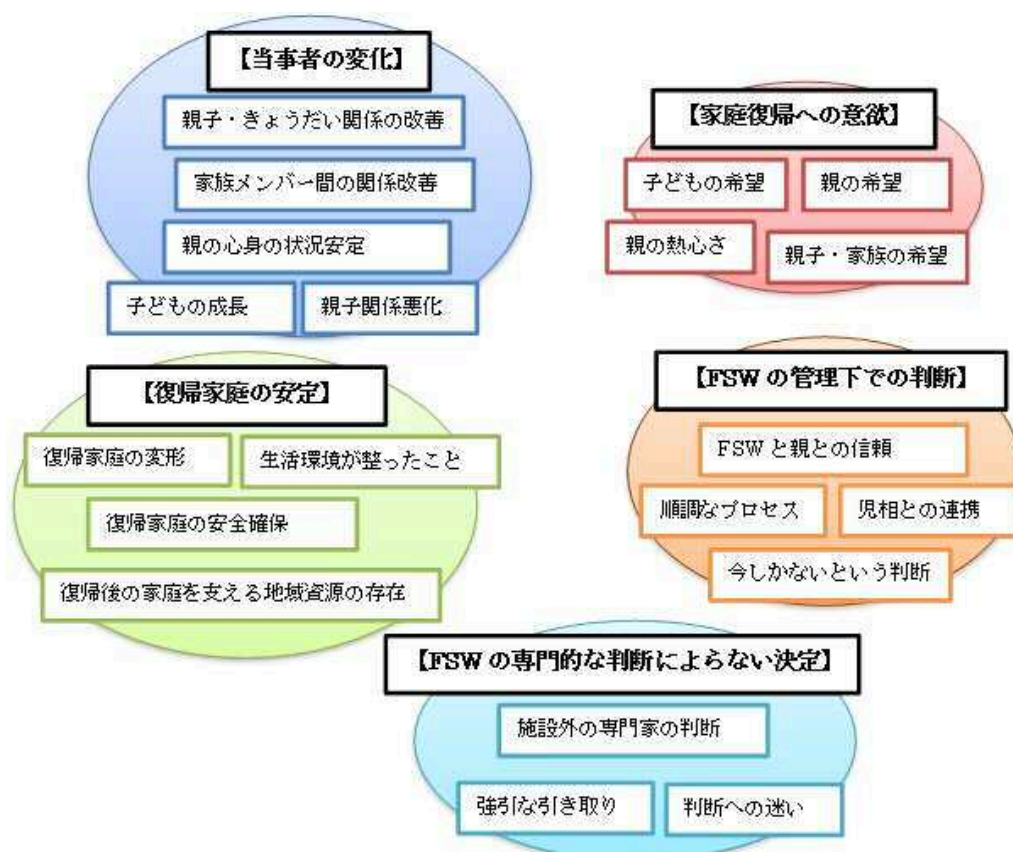 【当事者の変化】
親子・きょうだい関係の改善
家族メンバー間の関係改善
親の心身の状況安定
子どもの成長
親子関係悪化
【家庭復帰への意欲】
子どもの希望
親の希望
親の熱心さ
親子・家族の希望
【復帰家庭の安定】
復帰家庭の変形
生活環境が整ったこと
復帰家庭の安全確保
復帰後の家庭を支える地域資源の存在
【FSWの管理下での判断】
FSWと親との信頼
順調なプロセス
児相との連携
今しかないという判断
【FSWの専門的な判断によらない決定】
施設外の専門家の判断
強引な引き取り
判断への迷い